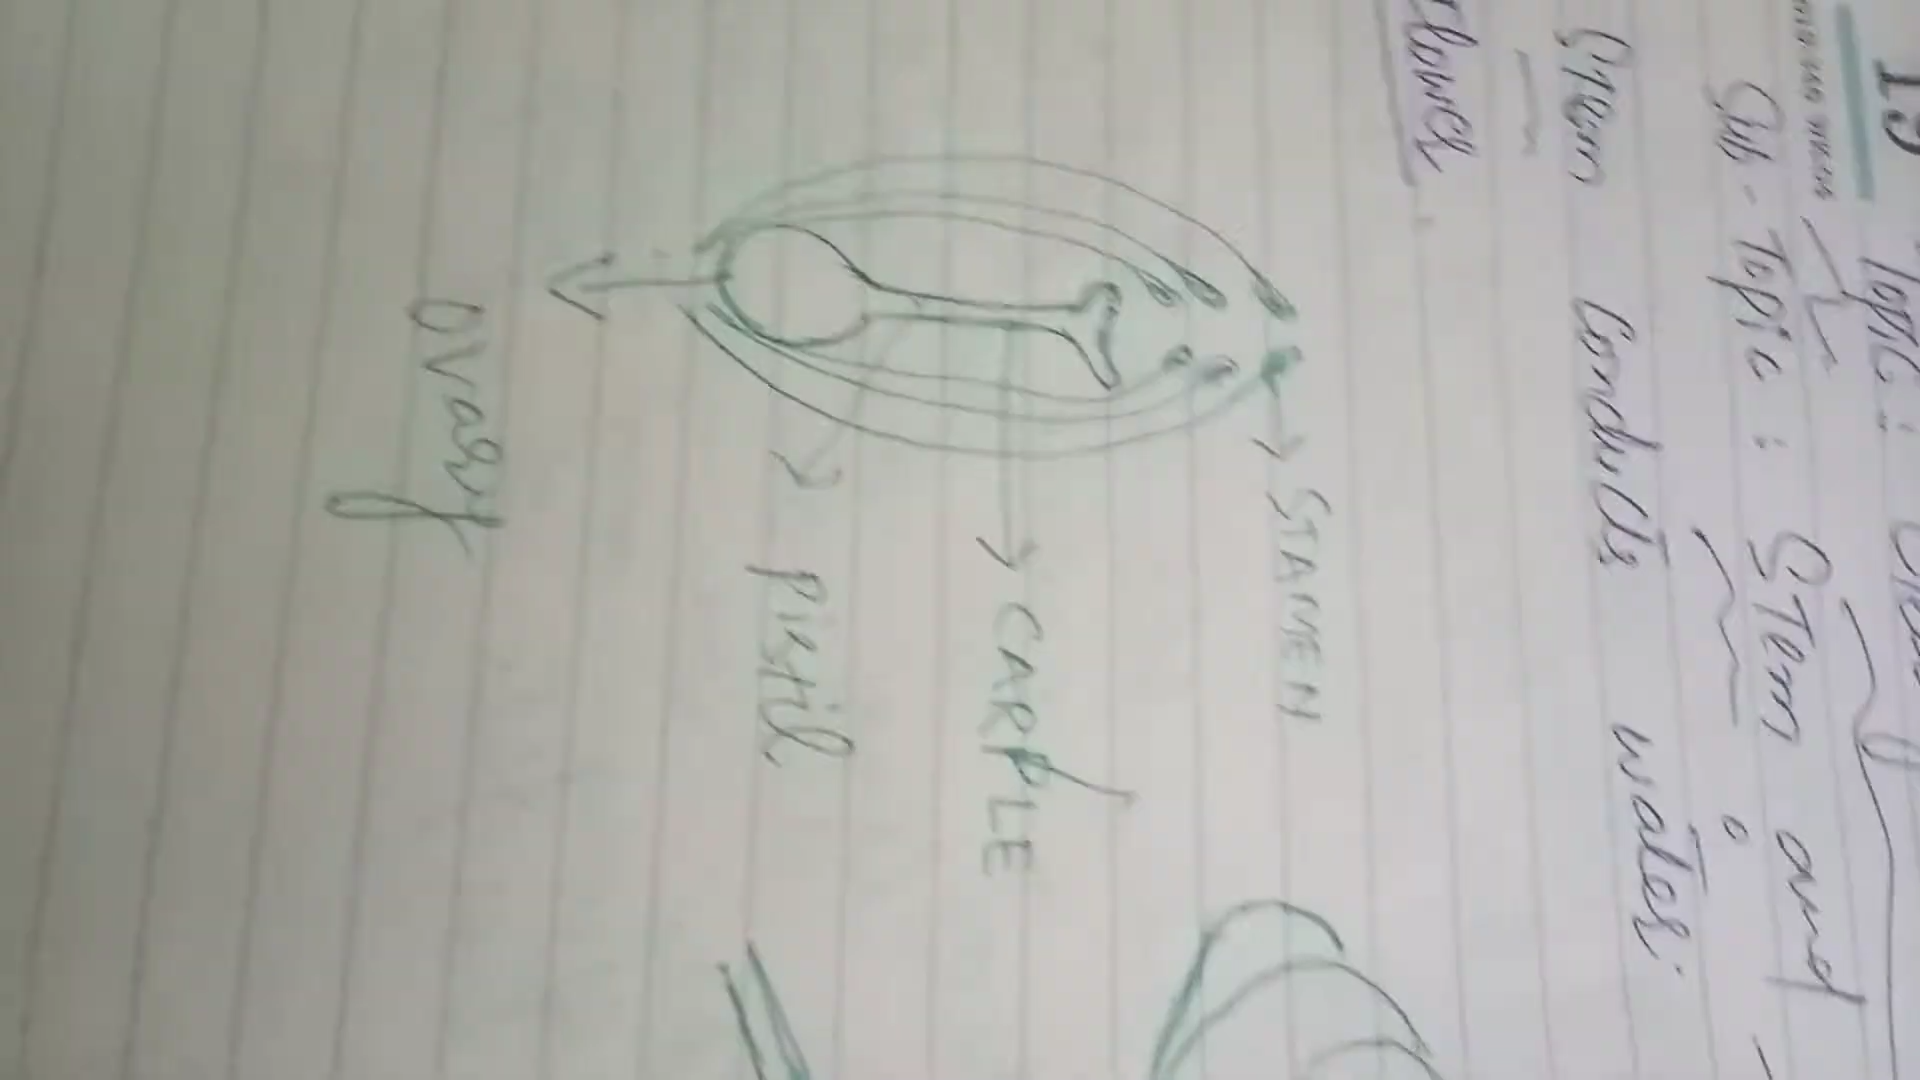 Topic:
Sub-Topic: STem and
STem Conducts water:
flower
STAMEN
CARPLE
Pistil
Ovary